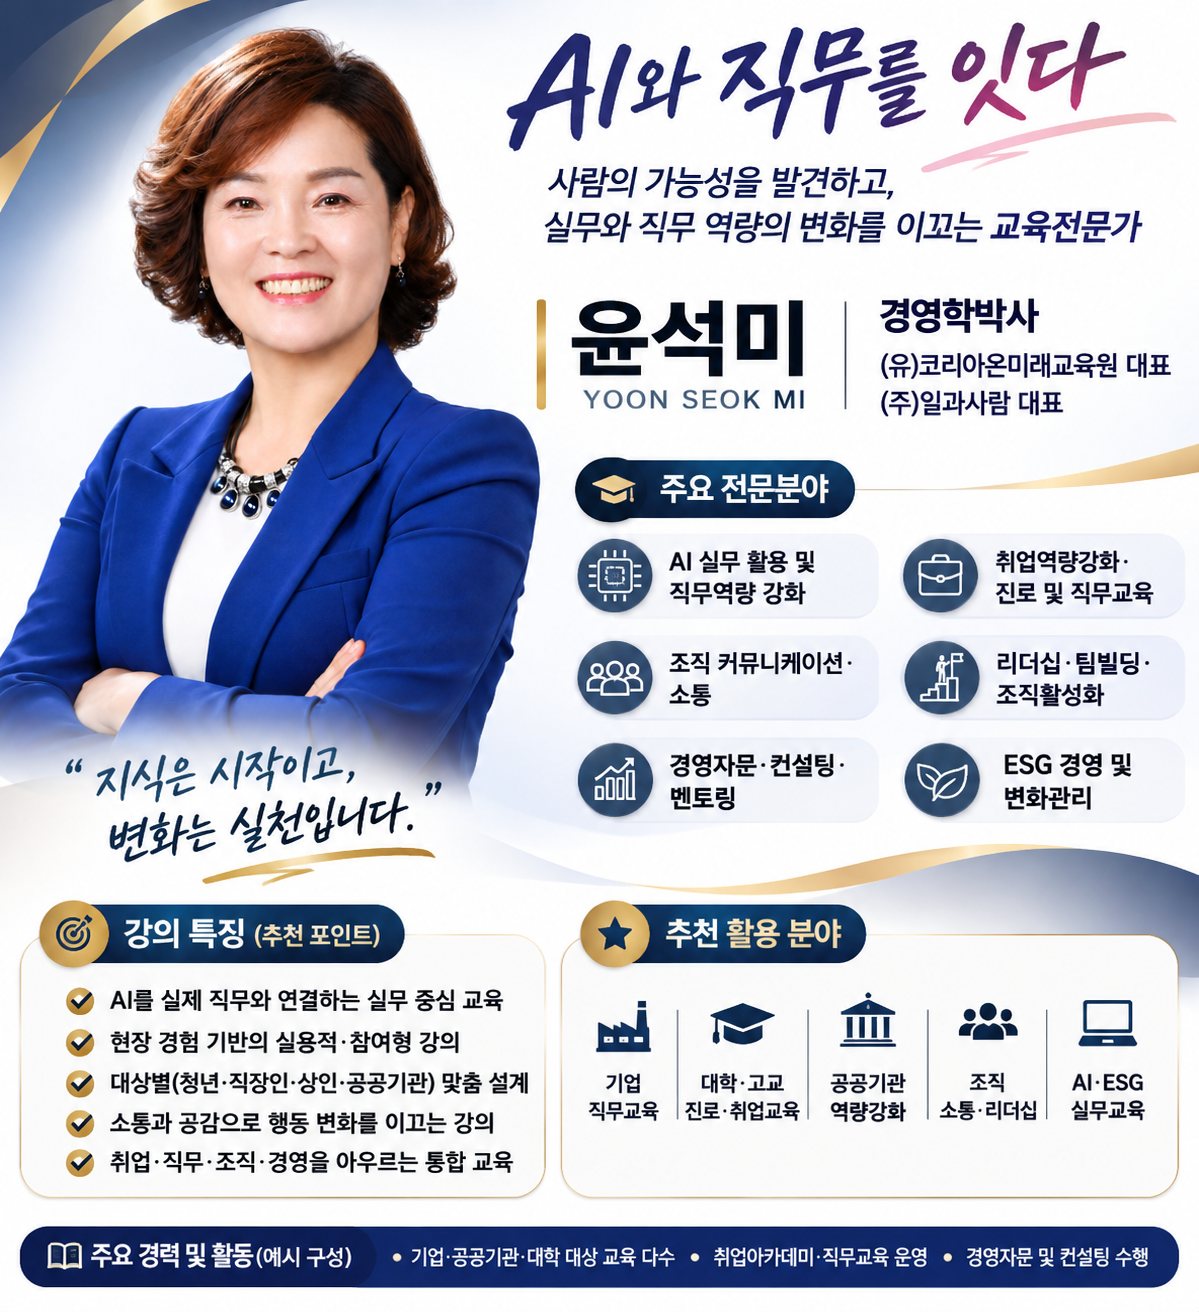 AI와 직무를 잇다
사람의 가능성을 발견하고,
실무와 직무 역량의 변화를 이끄는 교육전문가
윤석미
YOON SEOK MI
경영학박사
(유)코리아온미래교육원 대표
(주)일과사람 대표
주요 전문분야
AI 실무 활용 및
직무역량 강화
취업역량강화·
진로 및 직무교육
조직 커뮤니케이션·
소통
리더십·팀빌딩·
조직활성화
경영자문·컨설팅·
멘토링
ESG 경영 및
변화관리
“ 지식은 시작이고,
변화는 실천입니다. ”
강의 특징 (추천 포인트)
AI를 실제 직무와 연결하는 실무 중심 교육
현장 경험 기반의 실용적·참여형 강의
대상별(청년·직장인·상인·공공기관) 맞춤 설계
소통과 공감으로 행동 변화를 이끄는 강의
취업·직무·조직·경영을 아우르는 통합 교육
추천 활용 분야
기업
직무교육
대학·고교
진로·취업교육
공공기관
역량강화
조직
소통·리더십
AI·ESG
실무교육
주요 경력 및 활동(예시 구성)
• 기업·공공기관·대학 대상 교육 다수
• 취업아카데미·직무교육 운영
• 경영자문 및 컨설팅 수행